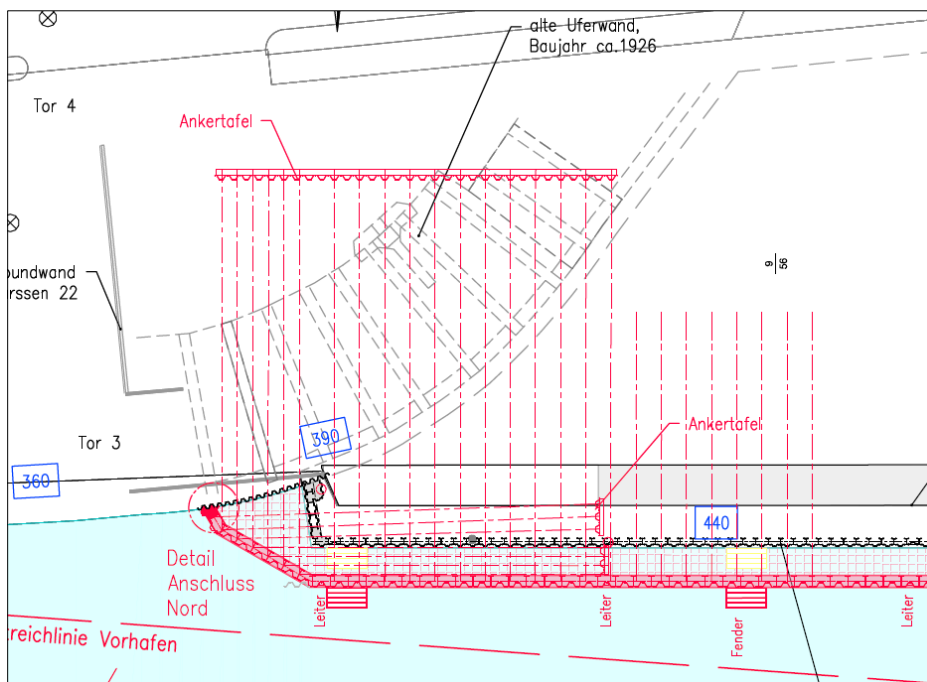 alte Uferwand,
Baujahr ca.1926
Tor 4
Ankertafel
9
56
oundwand
rssen 22
Tor 3
390
Ankertafel
360
440
Detail
Anschluss
Nord
Leiter
Leiter
Fender
Leiter
reichlinie Vorhafen